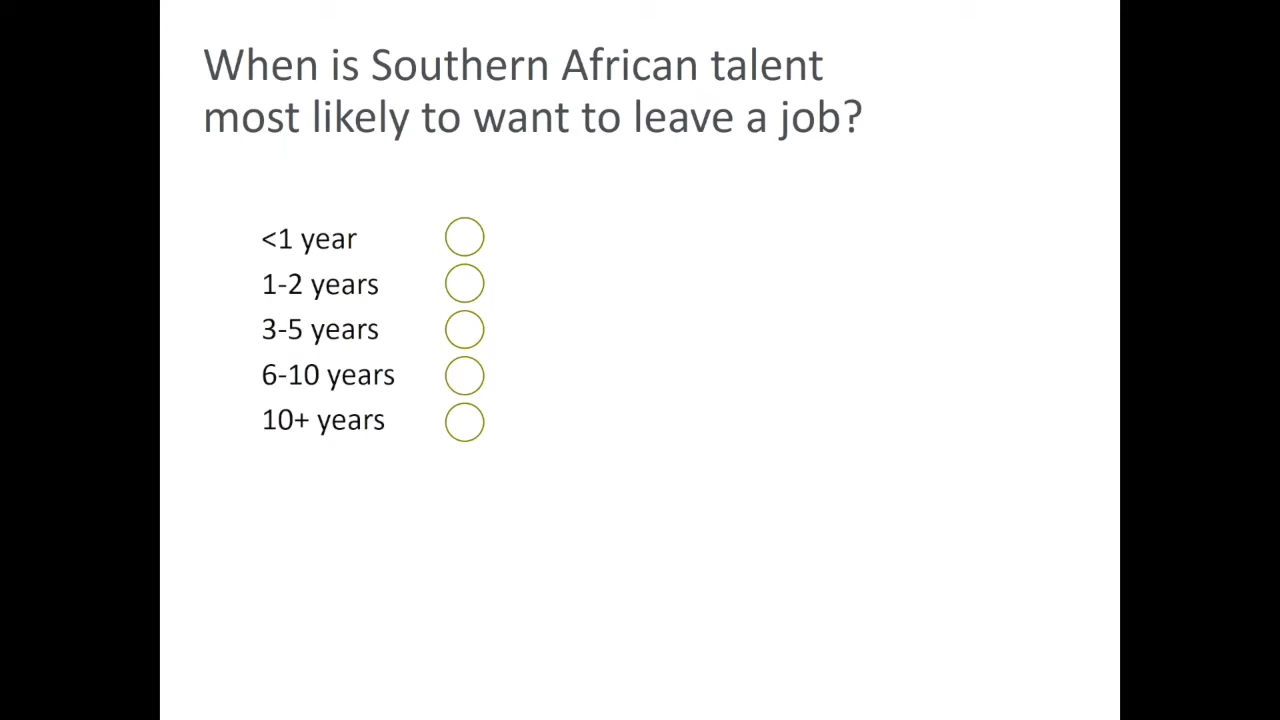 When is Southern African talent
most likely to want to leave a job?
<1 year
1-2 years
3-5 years
6-10 years
10+ years